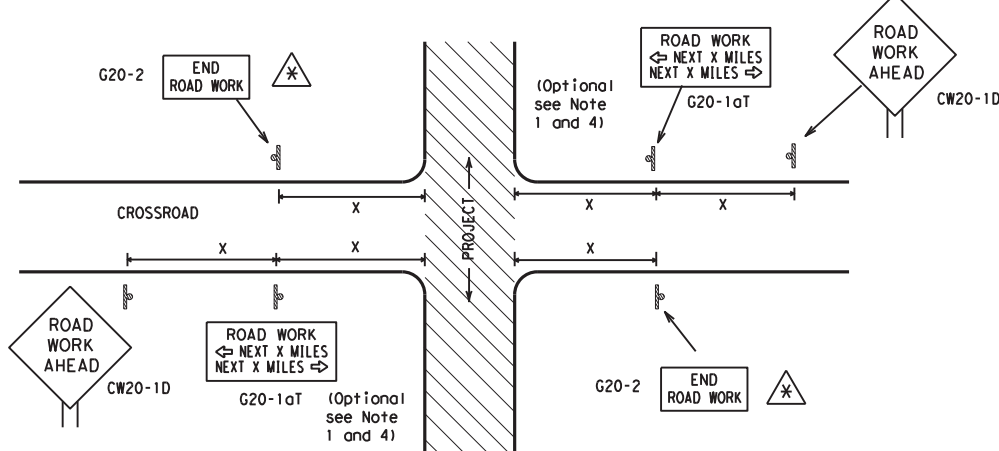 G20-2
END
ROAD WORK
*
(Optional
see Note
1 and 4)
ROAD WORK
⇦ NEXT X MILES
NEXT X MILES ⇨
G20-1aT
ROAD
WORK
AHEAD
CW20-1D
X
X
X
CROSSROAD
PROJECT
X
X
X
ROAD
WORK
AHEAD
CW20-1D
ROAD WORK
⇦ NEXT X MILES
NEXT X MILES ⇨
G20-1aT
(Optional
see Note
1 and 4)
G20-2
END
ROAD WORK
*